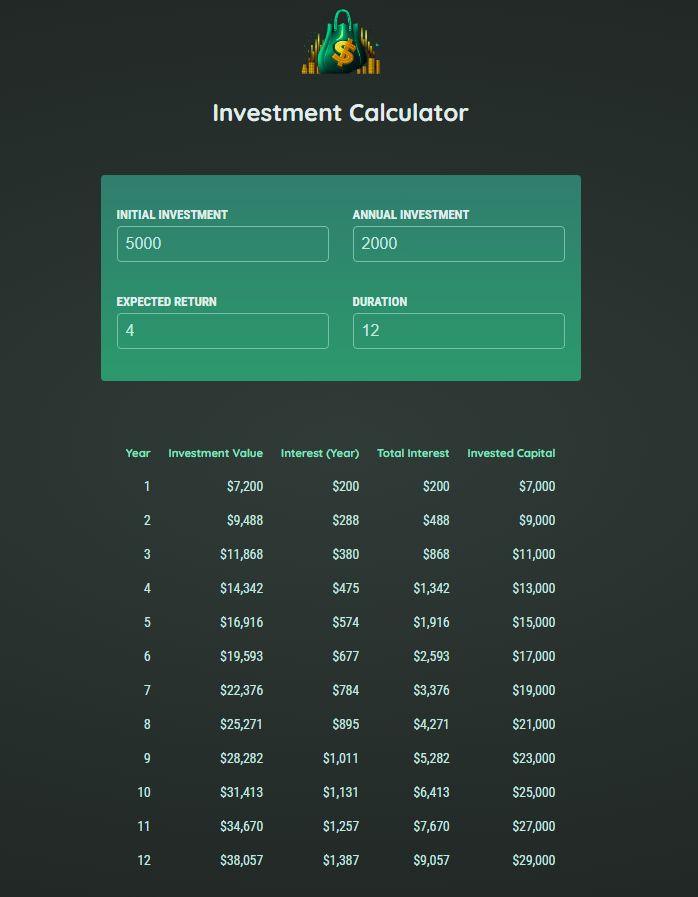 $
Investment Calculator
INITIAL INVESTMENT ANNUAL INVESTMENT
5000 2000
EXPECTED RETURN DURATION
4 12
Year Investment Value Interest (Year) Total Interest Invested Capital
1 $7,200 $200 $200 $7,000
2 $9,488 $288 $488 $9,000
3 $11,868 $380 $868 $11,000
4 $14,342 $475 $1,342 $13,000
5 $16,916 $574 $1,916 $15,000
6 $19,593 $677 $2,593 $17,000
7 $22,376 $784 $3,376 $19,000
8 $25,271 $895 $4,271 $21,000
9 $28,282 $1,011 $5,282 $23,000
10 $31,413 $1,131 $6,413 $25,000
11 $34,670 $1,257 $7,670 $27,000
12 $38,057 $1,387 $9,057 $29,000